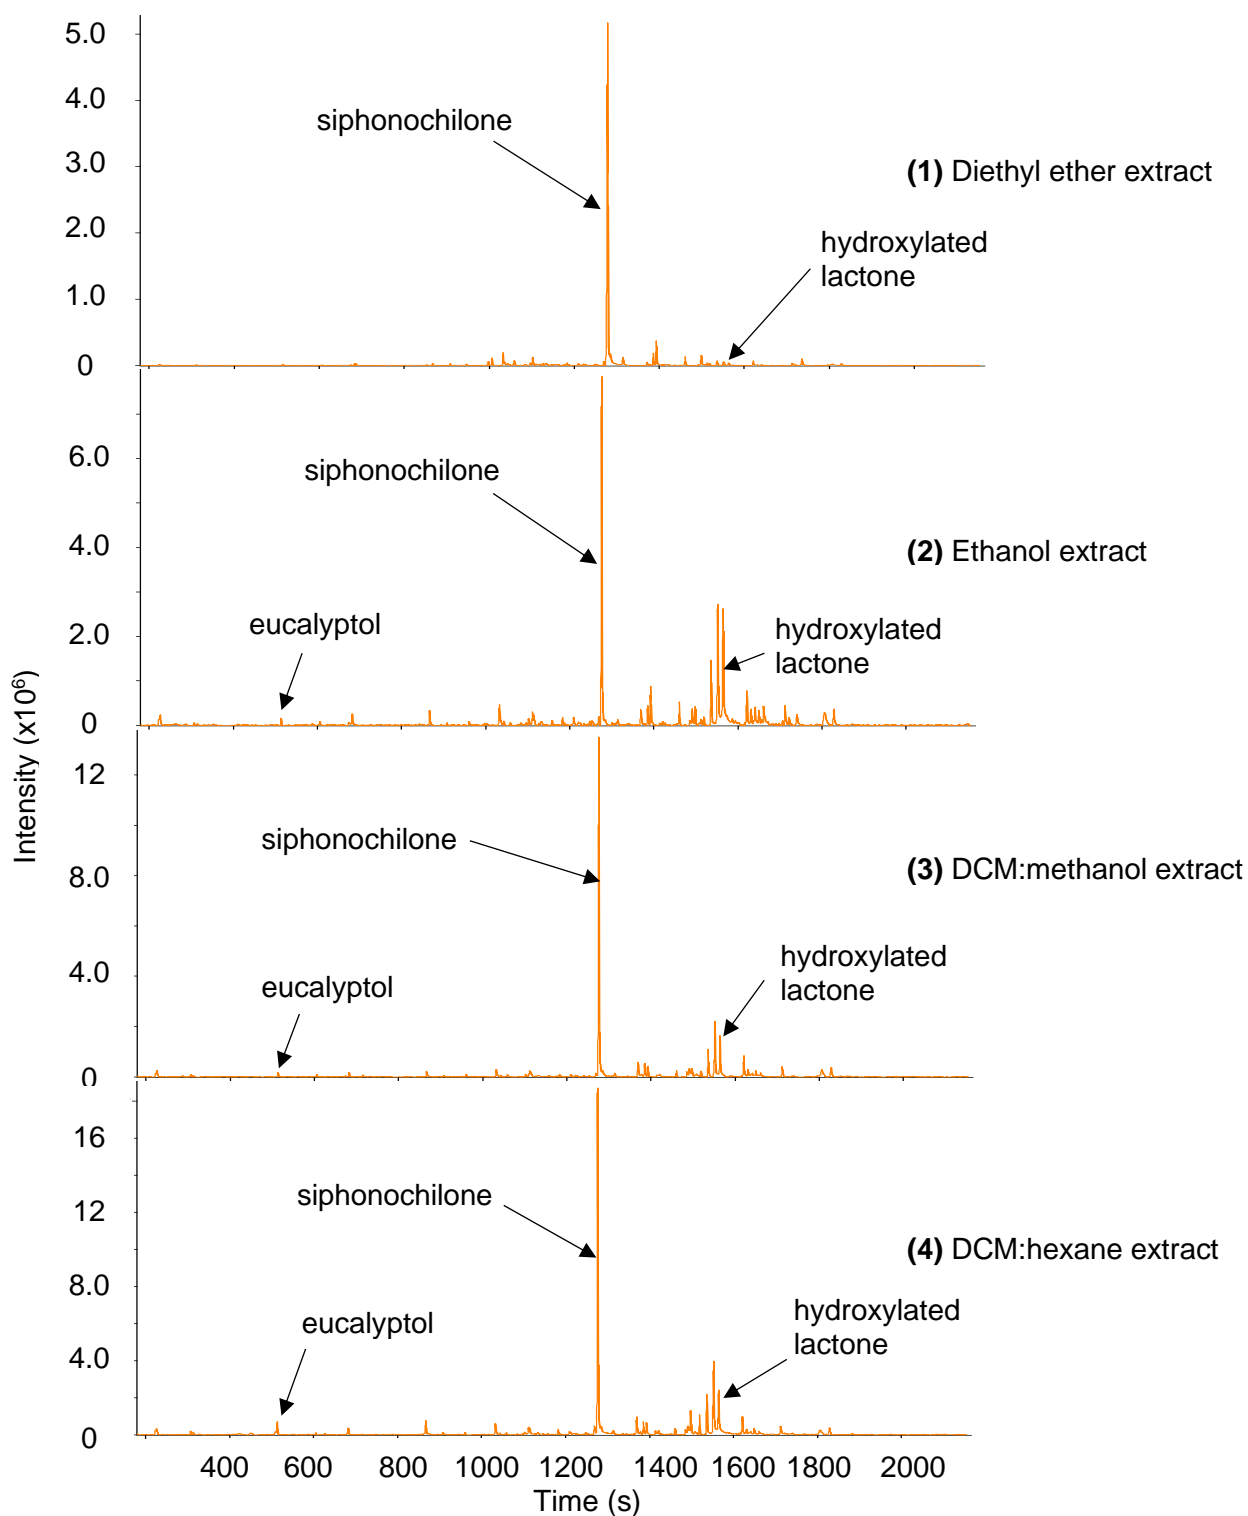 5.0
4.0
siphonochilone
3.0
(1) Diethyl ether extract
2.0
hydroxylated
lactone
1.0
0
6.0
siphonochilone
4.0
(2) Ethanol extract
eucalyptol
2.0
hydroxylated
lactone
0
Intensity (x10⁶)
12
siphonochilone
8.0
(3) DCM:methanol extract
hydroxylated
lactone
4.0
eucalyptol
0
16
siphonochilone
12
(4) DCM:hexane extract
8.0
hydroxylated
lactone
eucalyptol
4.0
0
400 600 800 1000 1200 1400 1600 1800 2000
Time (s)